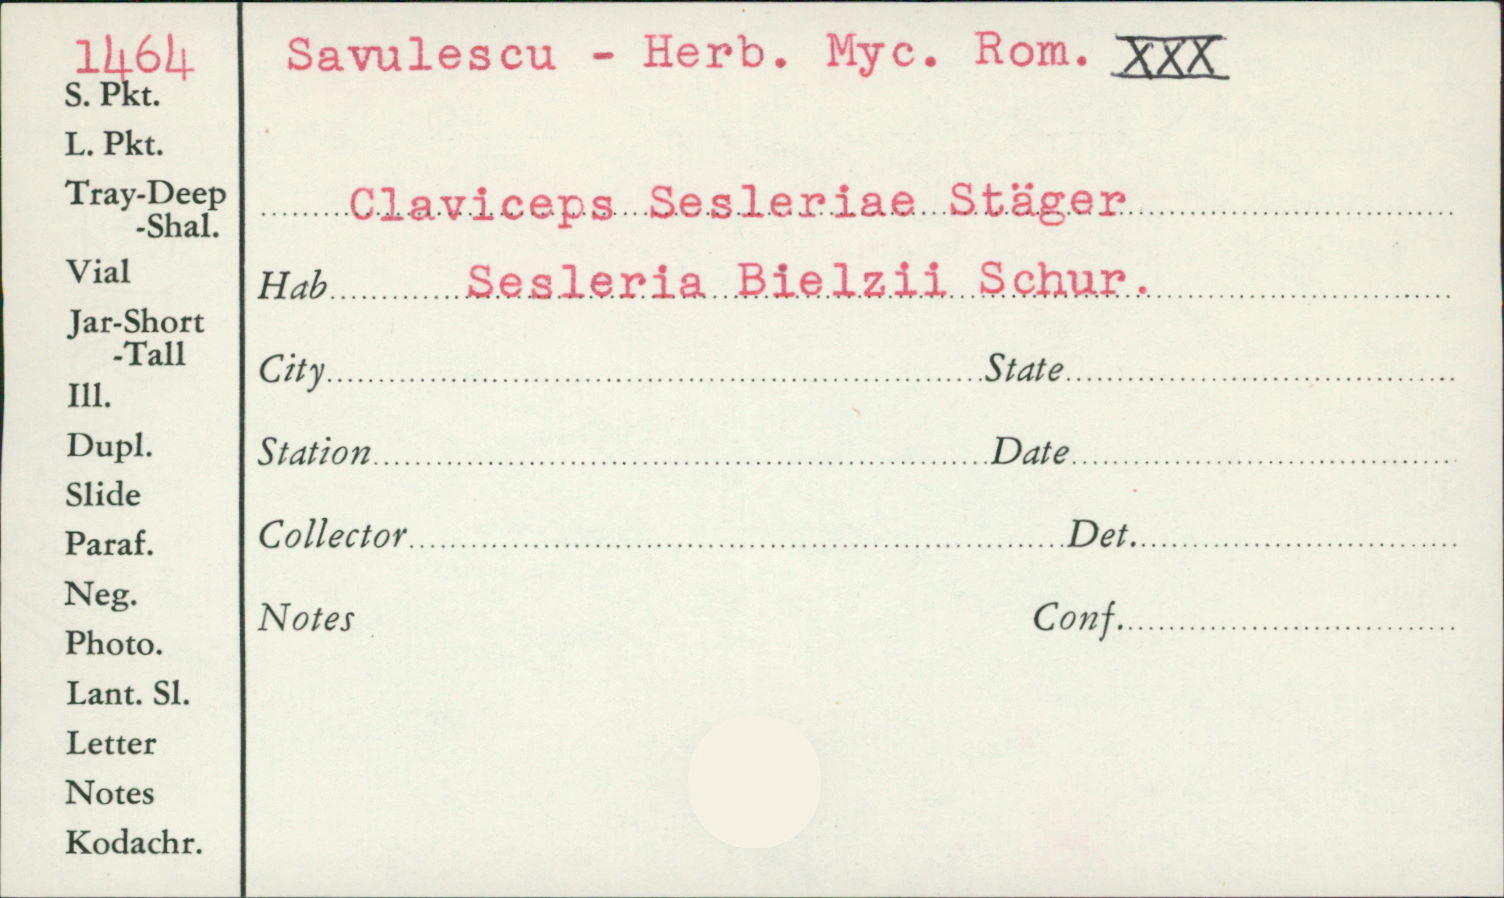 1464
Savulescu - Herb. Myc. Rom. XXX
S. Pkt.
L. Pkt.
Tray-Deep
-Shal.
Vial
Jar-Short
-Tall
Ill.
Dupl.
Slide
Paraf.
Neg.
Photo.
Lant. Sl.
Letter
Notes
Kodachr.
Claviceps Sesleriae Stäger
Hab Sesleria Bielzii Schur.
City State
Station Date
Collector Det.
Notes Conf.